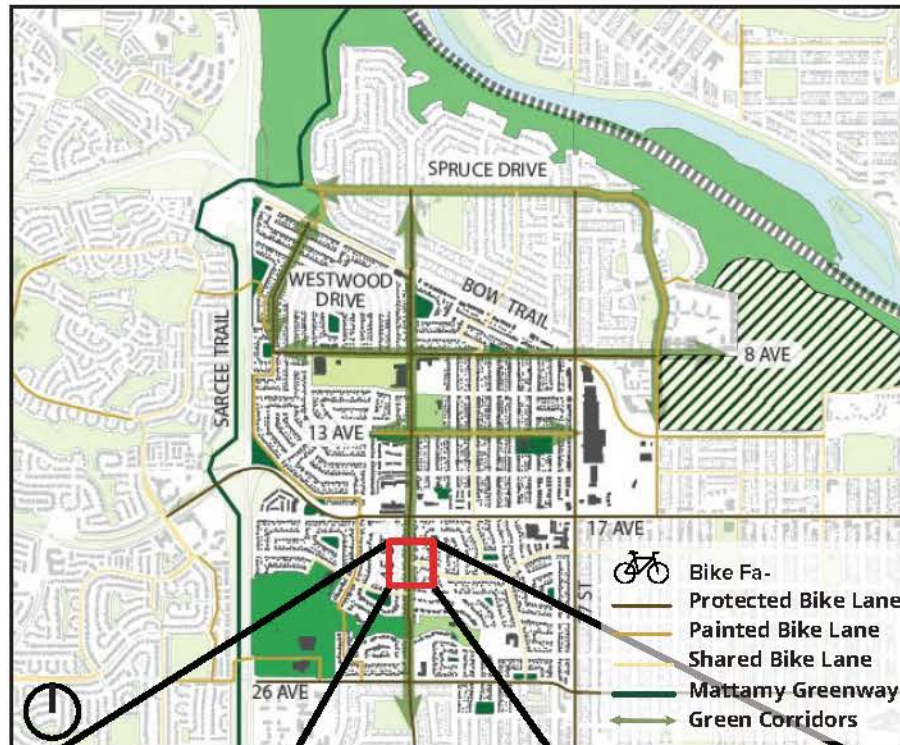 SPRUCE DRIVE
WESTWOOD
DRIVE
BOW TRAIL
SARCEE TRAIL
8 AVE
13 AVE
17 AVE
ST
Bike Fa-
Protected Bike Lane
Painted Bike Lane
Shared Bike Lane
Mattamy Greenway
Green Corridors
26 AVE